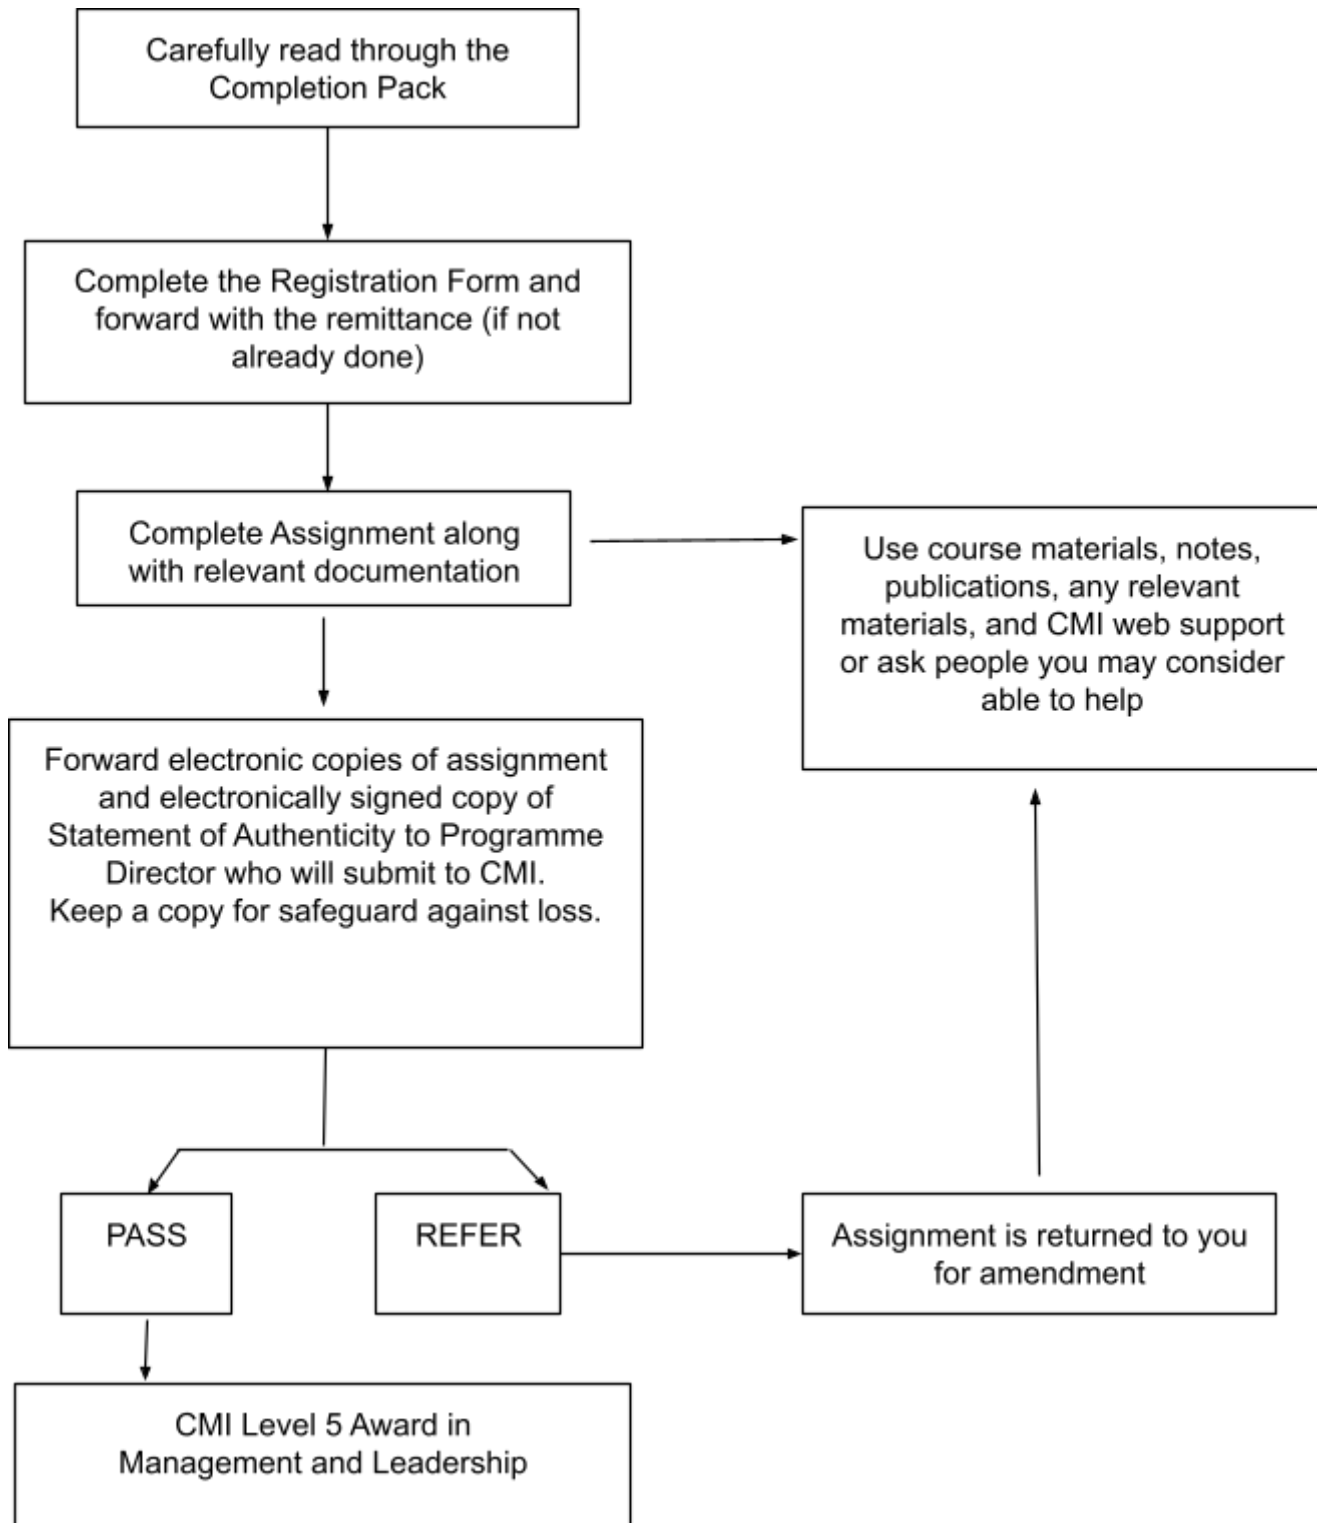 Carefully read through the
Completion Pack
Complete the Registration Form and
forward with the remittance (if not
already done)
Complete Assignment along
with relevant documentation
Use course materials, notes,
publications, any relevant
materials, and CMI web support
or ask people you may consider
able to help
Forward electronic copies of assignment
and electronically signed copy of
Statement of Authenticity to Programme
Director who will submit to CMI.
Keep a copy for safeguard against loss.
PASS
REFER
Assignment is returned to you
for amendment
CMI Level 5 Award in
Management and Leadership